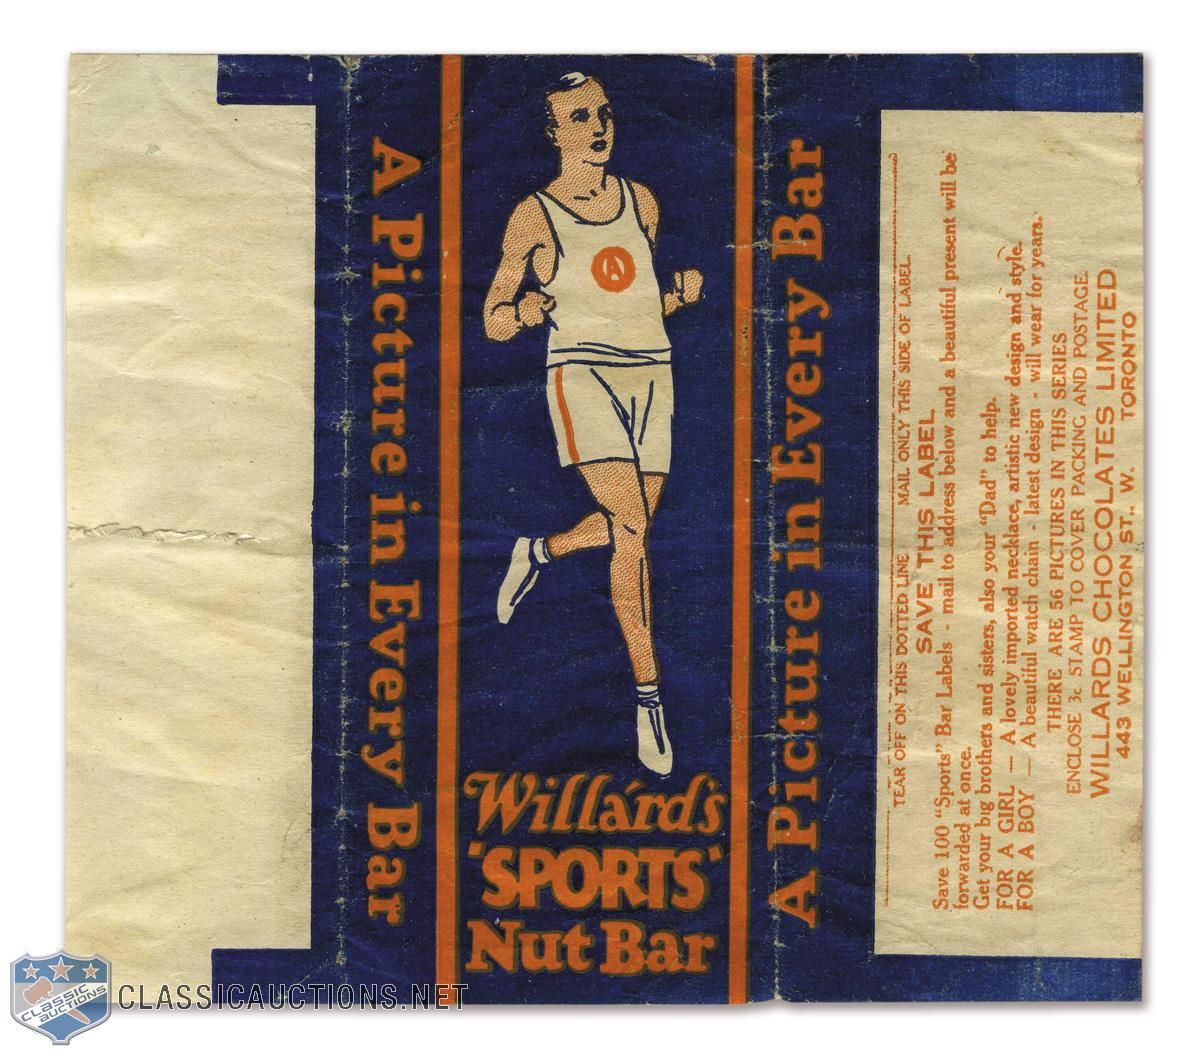 A Picture in Every Bar
A
Willard's
'SPORTS'
Nut Bar
A Picture in Every Bar
TEAR OFF ON THIS DOTTED LINE MAIL ONLY THIS SIDE OF LABEL.
SAVE THIS LABEL
Save 100 "Sports" Bar Labels - mail to address below and a beautiful present will be
forwarded at once.
Get your big brothers and sisters, also your "Dad" to help.
FOR A GIRL — A lovely imported necklace, artistic new design and style.
FOR A BOY — A beautiful watch chain - latest design - will wear for years.
THERE ARE 56 PICTURES IN THIS SERIES
ENCLOSE 3c. STAMP TO COVER PACKING AND POSTAGE
WILLARDS CHOCOLATES LIMITED
443 WELLINGTON ST., W. TORONTO
CLASSIC
AUCTIONS
CLASSICAUCTIONS.NET